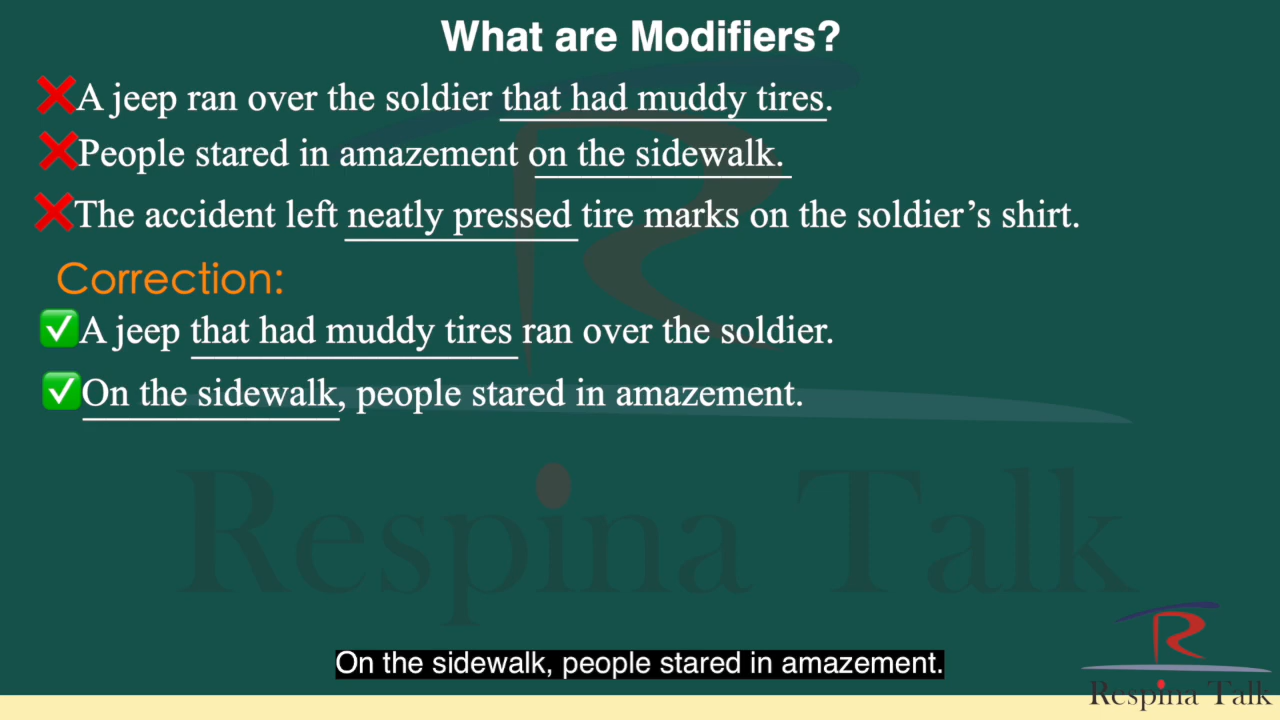 What are Modifiers?
❌A jeep ran over the soldier that had muddy tires.
❌People stared in amazement on the sidewalk.
❌The accident left neatly pressed tire marks on the soldier’s shirt.
Correction:
✅A jeep that had muddy tires ran over the soldier.
✅On the sidewalk, people stared in amazement.
Respina Talk
On the sidewalk, people stared in amazement.
Respina Talk